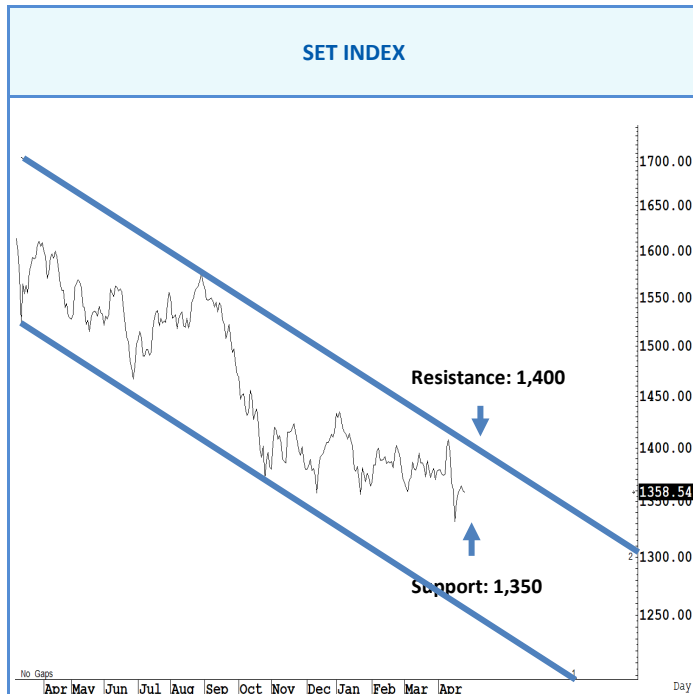 SET INDEX
1700.00
1650.00
1600.00
1550.00
1500.00
Resistance: 1,400
1450.00
1400.00
1358.54
1300.00
2
Support: 1,350
1250.00
No Gaps
1
Apr May Jun Jul Aug Sep Oct Nov Dec Jan Feb Mar Apr
Day